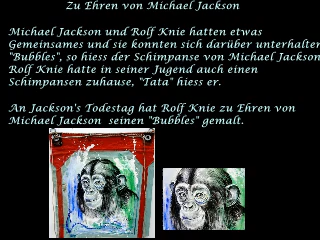 Zu Ehren von Michael Jackson
Michael Jackson und Rolf Knie hatten etwas
Gemeinsames und sie konnten sich darüber unterhalten
"Bubbles", so hiess der Schimpanse von Michael Jackson
Rolf Knie hatte in seiner Jugend auch einen
Schimpansen zuhause, "Tata" hiess er.
An Jackson's Todestag hat Rolf Knie zu Ehren von
Michael Jackson seinen "Bubbles" gemalt.